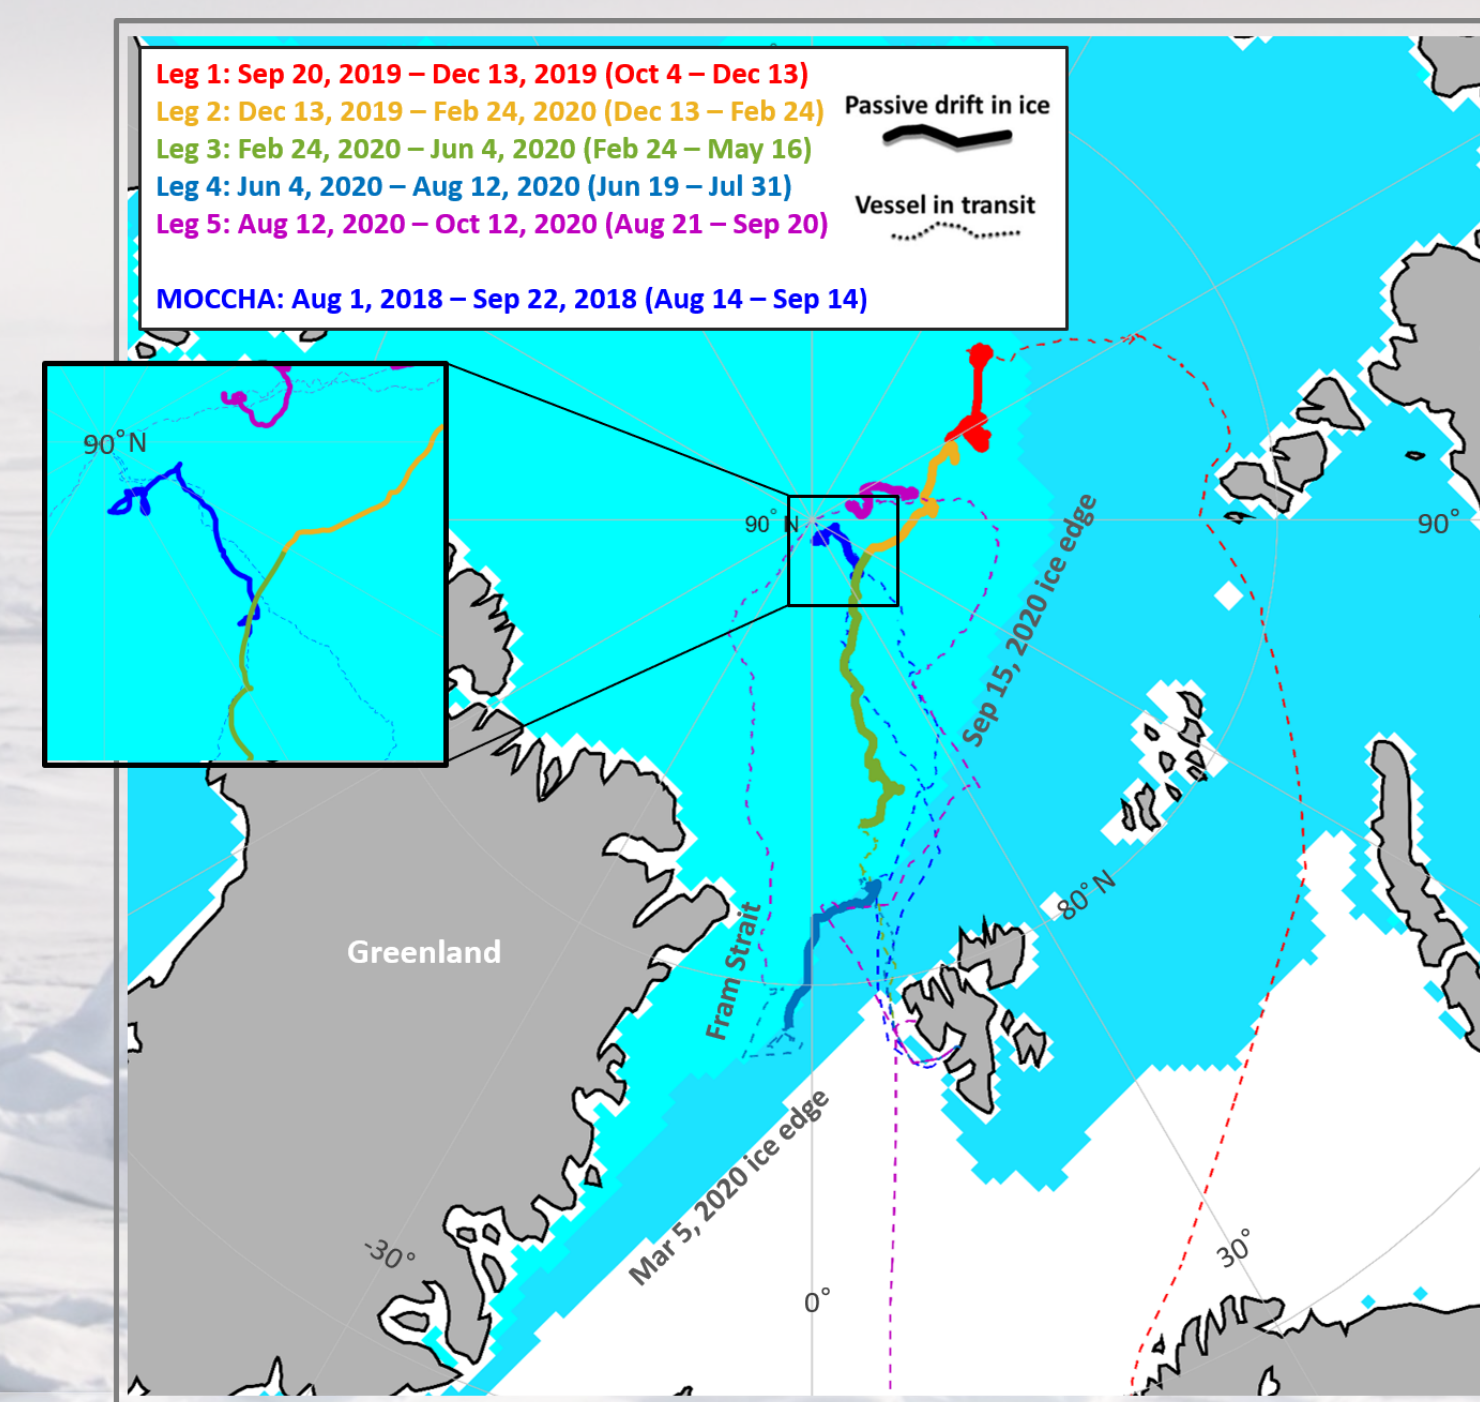 Leg 1: Sep 20, 2019 – Dec 13, 2019 (Oct 4 – Dec 13)
Leg 2: Dec 13, 2019 – Feb 24, 2020 (Dec 13 – Feb 24)
Leg 3: Feb 24, 2020 – Jun 4, 2020 (Feb 24 – May 16)
Leg 4: Jun 4, 2020 – Aug 12, 2020 (Jun 19 – Jul 31)
Leg 5: Aug 12, 2020 – Oct 12, 2020 (Aug 21 – Sep 20)
MOCCHA: Aug 1, 2018 – Sep 22, 2018 (Aug 14 – Sep 14)
Passive drift in ice
Vessel in transit
90°N
90° N
90°
Sep 15, 2020 ice edge
80°N
Greenland
Fram Strait
Mar 5, 2020 ice edge
-30°
0°
30°